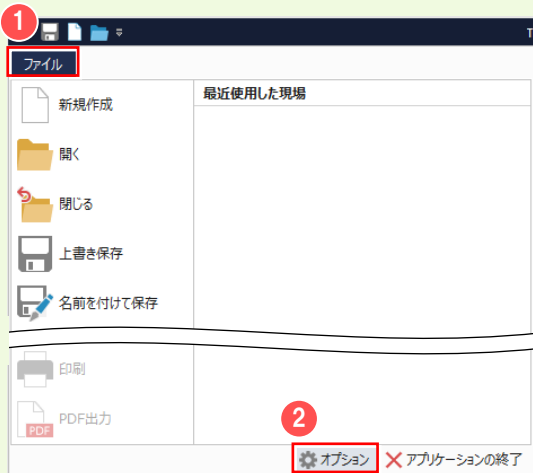 1
T
ファイル
最近使用した現場
新規作成
開く
閉じる
上書き保存
名前を付けて保存
印刷
PDF
PDF出力
2
オプション
アプリケーションの終了